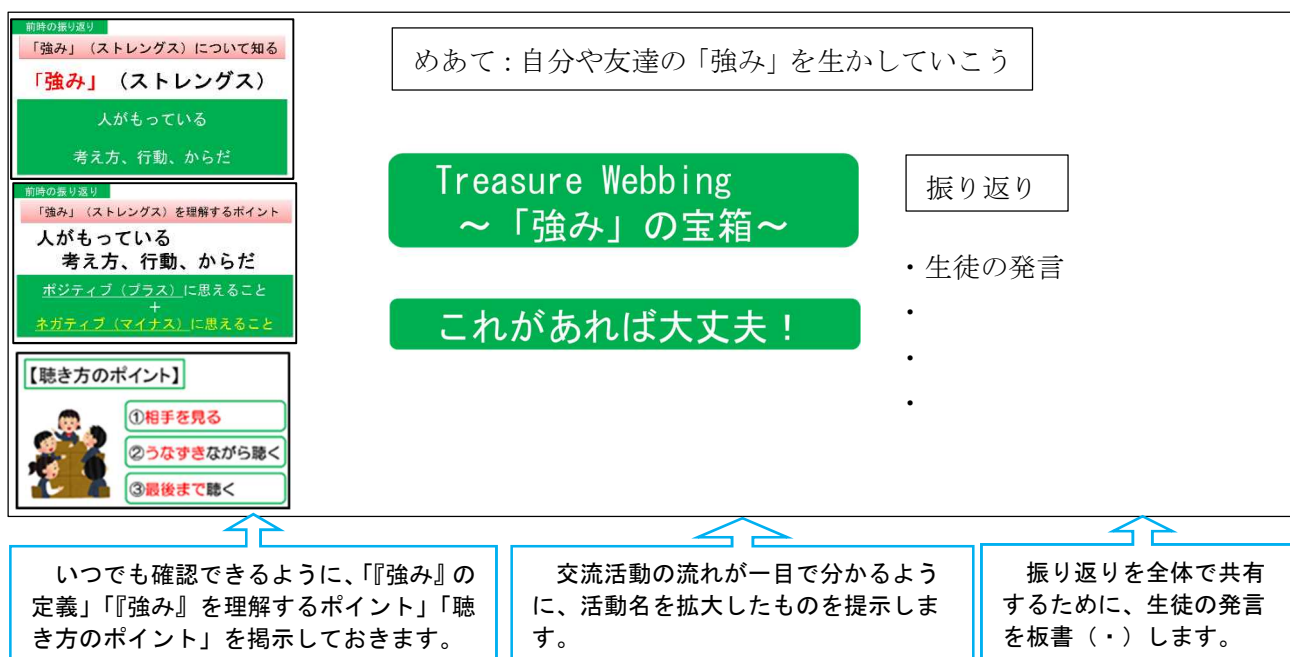 前時の振り返り
「強み」（ストレングス）について知る
「強み」（ストレングス）
人がもっている
考え方、行動、からだ
前時の振り返り
「強み」（ストレングス）を理解するポイント
人がもっている
考え方、行動、からだ
ポジティブ（プラス）に思えること
＋
ネガティブ（マイナス）に思えること
【聴き方のポイント】
①相手を見る
②うなずきながら聴く
③最後まで聴く
めあて：自分や友達の「強み」を生かしていこう
Treasure Webbing
～「強み」の宝箱～
これがあれば大丈夫！
振り返り
・生徒の発言
・
・
・
いつでも確認できるように、「『強み』の
定義」「『強み』を理解するポイント」「聴
き方のポイント」を掲示しておきます。
交流活動の流れが一目で分かるよう
に、活動名を拡大したものを提示しま
す。
振り返りを全体で共有
するために、生徒の発言
を板書（・）します。